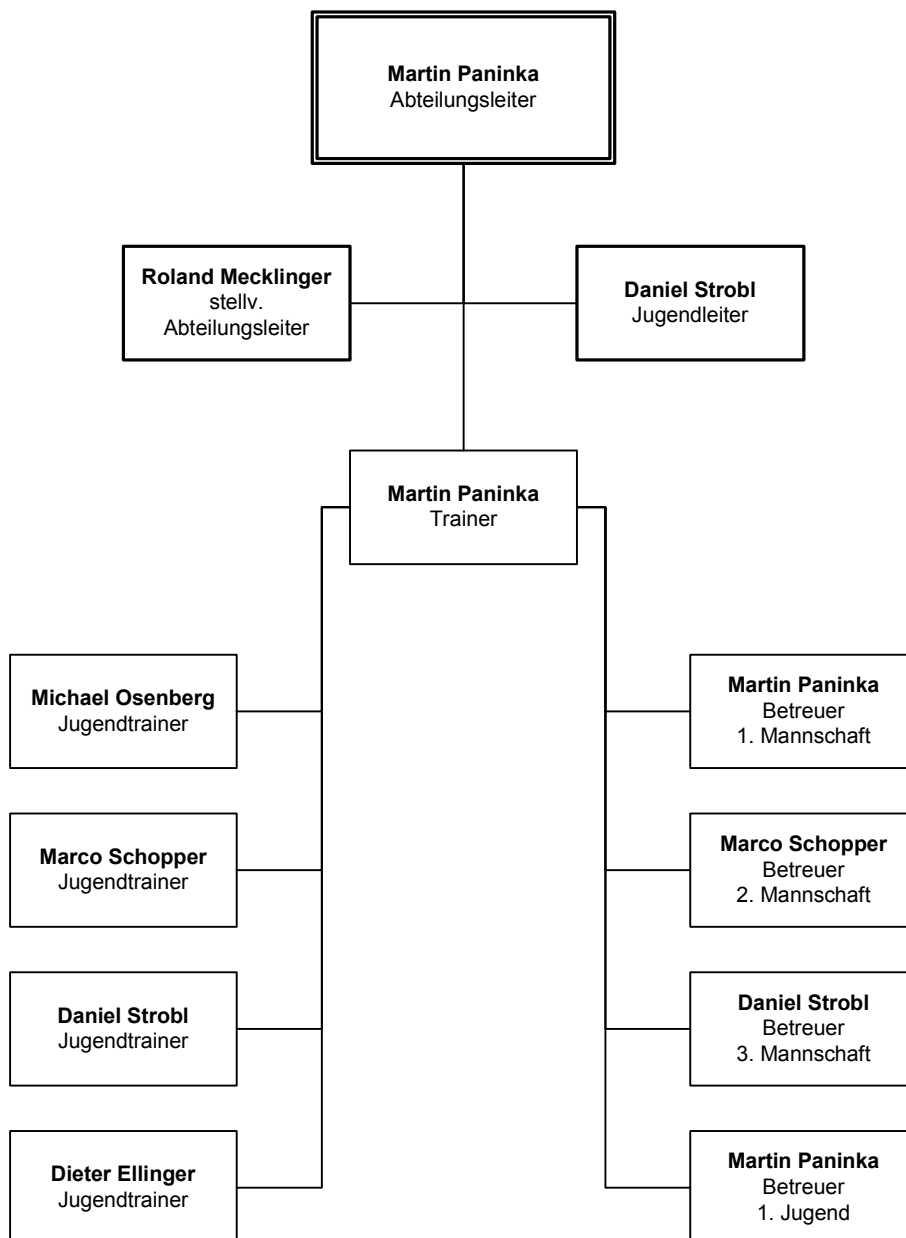 Martin Paninka
Abteilungsleiter
Roland Mecklinger
stellv.
Abteilungsleiter
Daniel Strobl
Jugendleiter
Martin Paninka
Trainer
Michael Osenberg
Jugendtrainer
Martin Paninka
Betreuer
1. Mannschaft
Marco Schopper
Jugendtrainer
Marco Schopper
Betreuer
2. Mannschaft
Daniel Strobl
Jugendtrainer
Daniel Strobl
Betreuer
3. Mannschaft
Dieter Ellinger
Jugendtrainer
Martin Paninka
Betreuer
1. Jugend